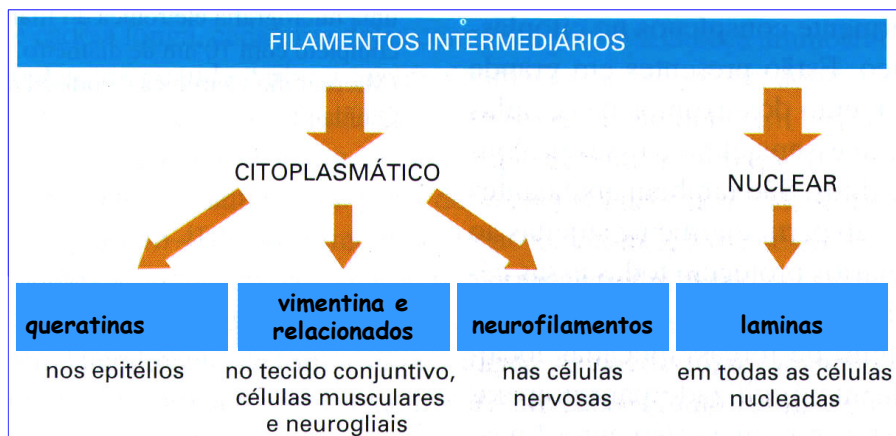 FILAMENTOS INTERMEDIÁRIOS
CITOPLASMÁTICO
NUCLEAR
queratinas
vimentina e
relacionados
neurofilamentos
laminas
nos epitélios
no tecido conjuntivo,
células musculares
e neurogliais
nas células
nervosas
em todas as células
nucleadas